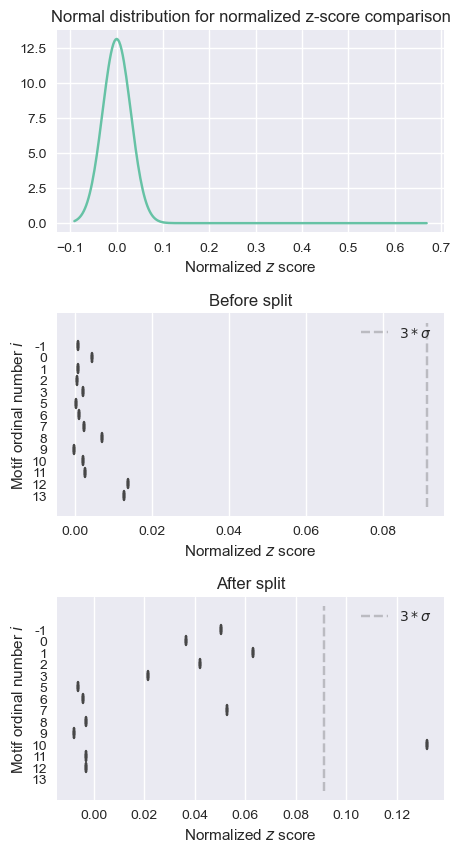 Normal distribution for normalized z-score comparison
12.5
10.0
7.5
5.0
2.5
0.0
−0.1 0.0 0.1 0.2 0.3 0.4 0.5 0.6 0.7
Normalized z score
Before split
3 * σ
Motif ordinal number i
-1
0
1
2
3
5
6
7
8
9
10
11
12
13
0.00 0.02 0.04 0.06 0.08
Normalized z score
After split
3 * σ
Motif ordinal number i
-1
0
1
2
3
5
6
7
8
9
10
11
12
13
0.00 0.02 0.04 0.06 0.08 0.10 0.12
Normalized z score